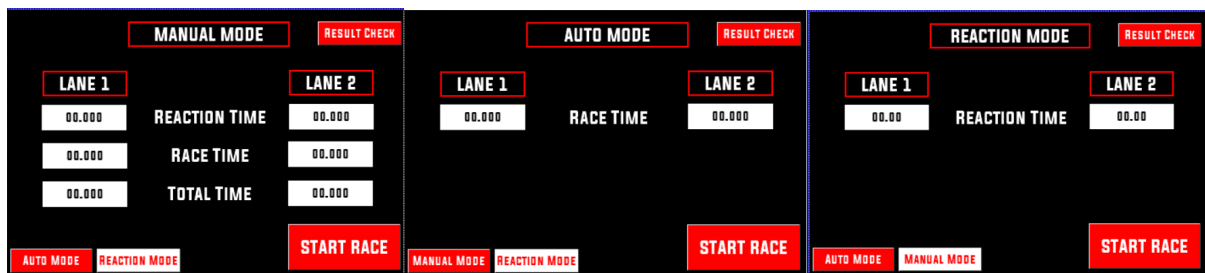 MANUAL MODE
RESULT CHECK
LANE 1
LANE 2
00.000 REACTION TIME 00.000
00.000 RACE TIME 00.000
00.000 TOTAL TIME 00.000
START RACE
AUTO MODE
REACTION MODE
AUTO MODE
RESULT CHECK
LANE 1
LANE 2
00.000 RACE TIME 00.000
START RACE
MANUAL MODE
REACTION MODE
REACTION MODE
RESULT CHECK
LANE 1
LANE 2
00.00 REACTION TIME 00.00
START RACE
AUTO MODE
MANUAL MODE